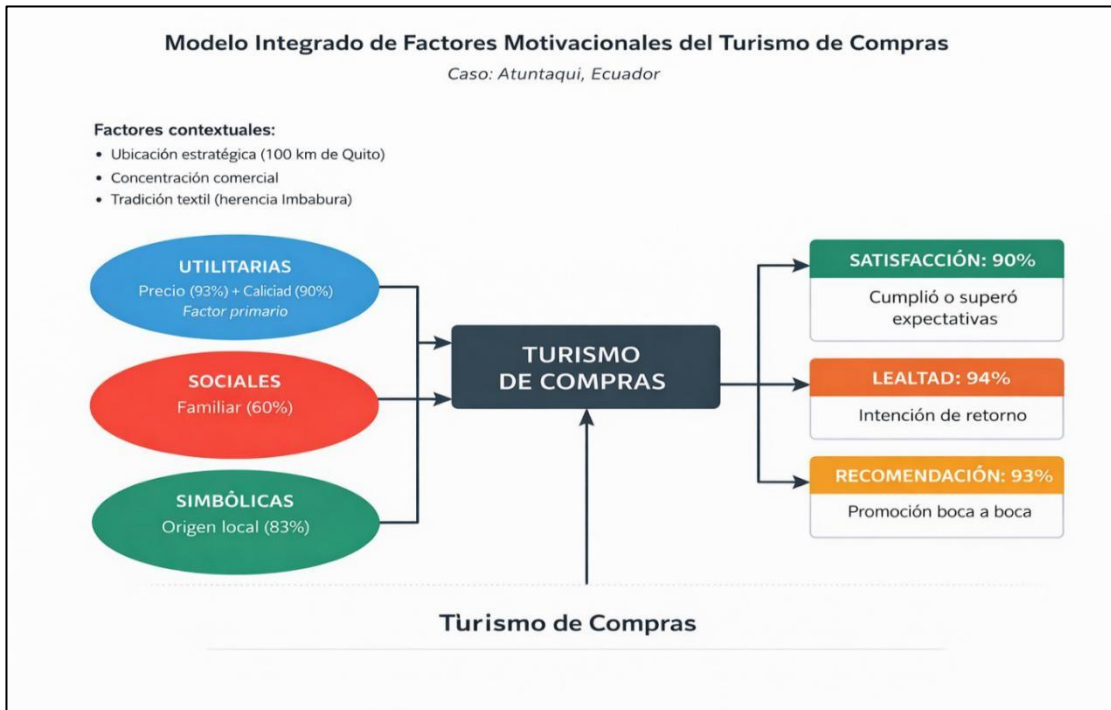 Modelo Integrado de Factores Motivacionales del Turismo de Compras
Caso: Atuntaqui, Ecuador
Factores contextuales:
• Ubicación estratégica (100 km de Quito)
• Concentración comercial
• Tradición textil (herencia Imbabura)
UTILITARIAS
Precio (93%) + Caliciad (90%)
Factor primario
SOCIALES
Familiar (60%)
SIMBÒLICAS
Origen local (83%)
TURISMO
DE COMPRAS
SATISFACCIÓN: 90%
Cumplió o superó
expectativas
LEALTAD: 94%
Intención de retorno
RECOMENDACIÓN: 93%
Promoción boca a boca
Turismo de Compras